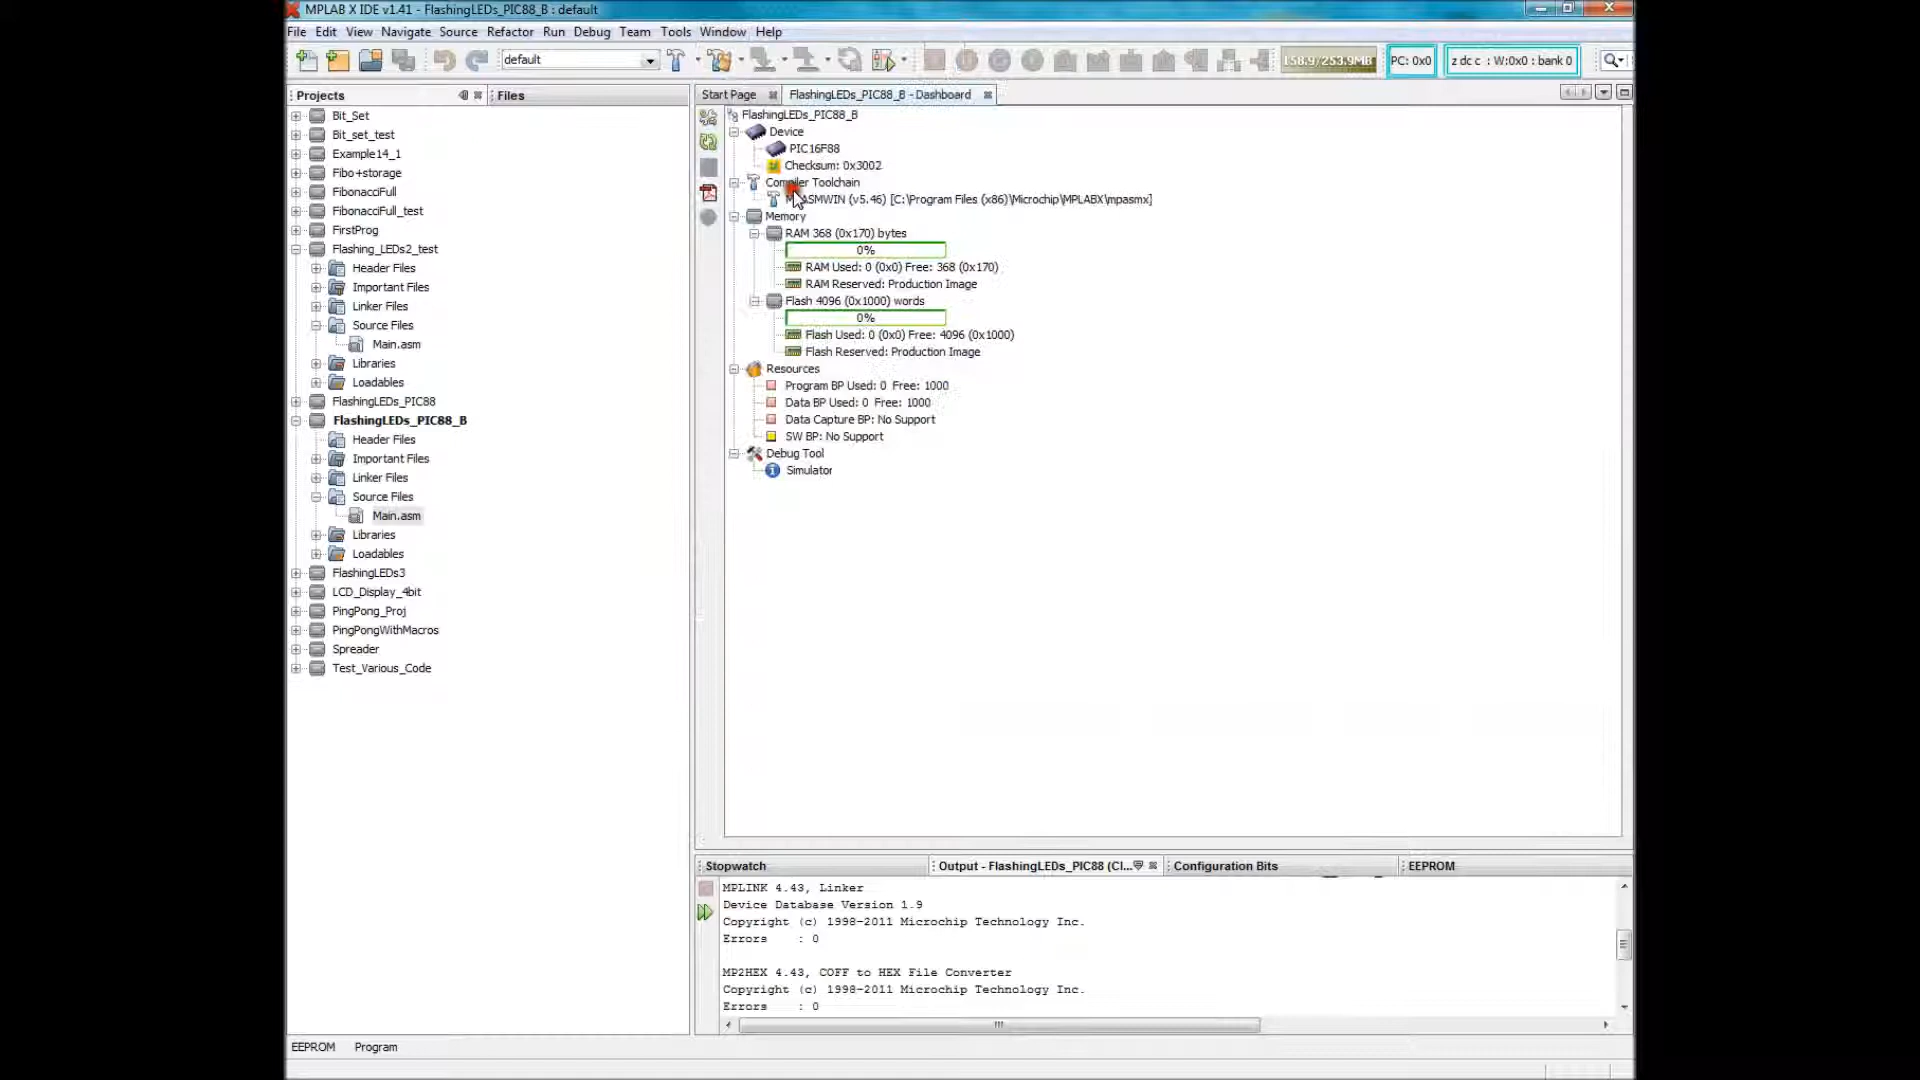 MPLAB X IDE v1.41 - FlashingLEDs_PIC88_B : default
File Edit View Navigate Source Refactor Run Debug Team Tools Window Help
default
158.9/253.9MB
PC: 0x0
z dc c : W:0x0 : bank 0
Projects
Files
Bit_Set
Bit_set_test
Example14_1
Fibo+storage
FibonacciFull
FibonacciFull_test
FirstProg
Flashing_LEDs2_test
Header Files
Important Files
Linker Files
Source Files
Main.asm
Libraries
Loadables
FlashingLEDs_PIC88
FlashingLEDs_PIC88_B
Header Files
Important Files
Linker Files
Source Files
Main.asm
Libraries
Loadables
FlashingLEDs3
LCD_Display_4bit
PingPong_Proj
PingPongWithMacros
Spreader
Test_Various_Code
Start Page
FlashingLEDs_PIC88_B - Dashboard
FlashingLEDs_PIC88_B
Device
PIC16F88
Checksum: 0x3002
Compiler Toolchain
(v5.46) [C:\Program Files (x86)\Microchip\MPLABX\mpasmx]
Memory
RAM 368 (0x170) bytes
0%
RAM Used: 0 (0x0) Free: 368 (0x170)
RAM Reserved: Production Image
Flash 4096 (0x1000) words
0%
Flash Used: 0 (0x0) Free: 4096 (0x1000)
Flash Reserved: Production Image
Resources
Program BP Used: 0 Free: 1000
Data BP Used: 0 Free: 1000
Data Capture BP: No Support
SW BP: No Support
Debug Tool
Simulator
Stopwatch
Output - FlashingLEDs_PIC88 (Cl...
Configuration Bits
EEPROM
MPLINK 4.43, Linker
Device Database Version 1.9
Copyright (c) 1998-2011 Microchip Technology Inc.
Errors : 0
MP2HEX 4.43, COFF to HEX File Converter
Copyright (c) 1998-2011 Microchip Technology Inc.
Errors : 0
EEPROM Program